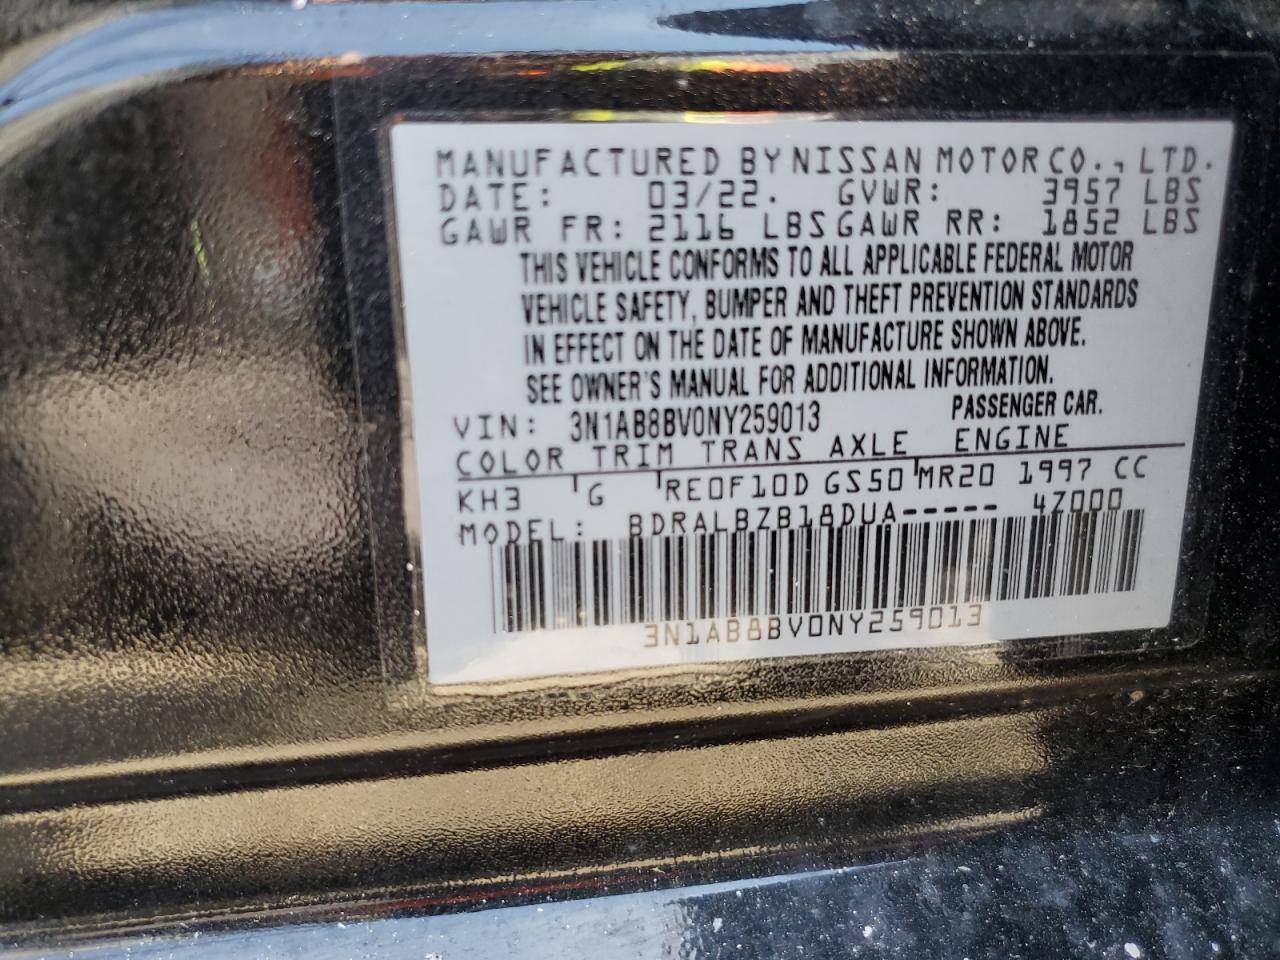 MANUFACTURED BY NISSAN MOTOR CO., LTD.
DATE: 03/22. GVWR: 3957 LBS
GAWR FR: 2116 LBS GAWR RR: 1852 LBS
THIS VEHICLE CONFORMS TO ALL APPLICABLE FEDERAL MOTOR
VEHICLE SAFETY, BUMPER AND THEFT PREVENTION STANDARDS
IN EFFECT ON THE DATE OF MANUFACTURE SHOWN ABOVE.
SEE OWNER'S MANUAL FOR ADDITIONAL INFORMATION.
VIN: 3N1AB8BV0NY259013 PASSENGER CAR.
COLOR TRIM TRANS AXLE ENGINE
KH3 G RE0F10D GS50 MR20 1997 CC
MODEL: BDRALBZB18DUA----- 4Z000
3N1AB8BV0NY259013